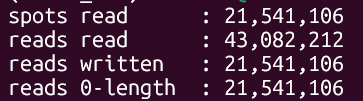 spots read      : 21,541,106
reads read      : 43,082,212
reads written   : 21,541,106
reads 0-length  : 21,541,106